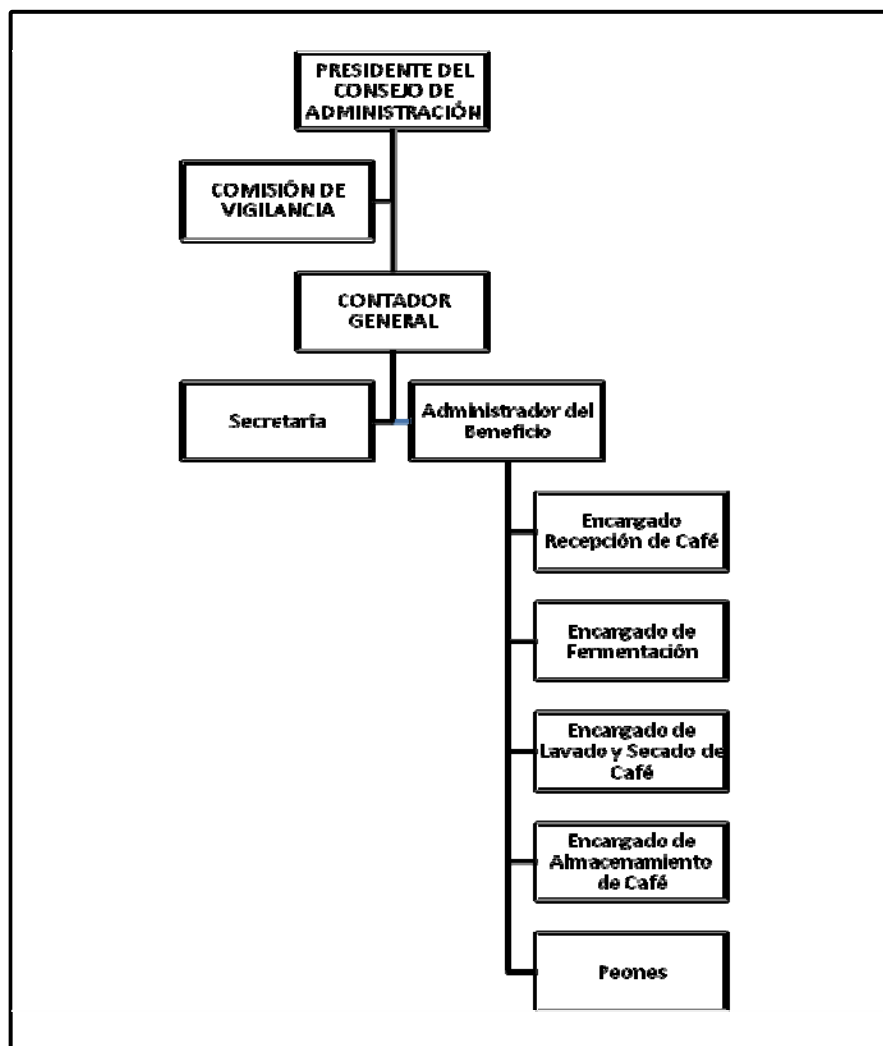 PRESIDENTE DEL
CONSEJO DE
ADMINISTRACIÓN
COMISIÓN DE
VIGILANCIA
CONTADOR
GENERAL
Secretaría
Administrador del
Beneficio
Encargado
Recepción de Café
Encargado de
Fermentación
Encargado de
Lavado y Secado de
Café
Encargado de
Almacenamiento
de Café
Peones